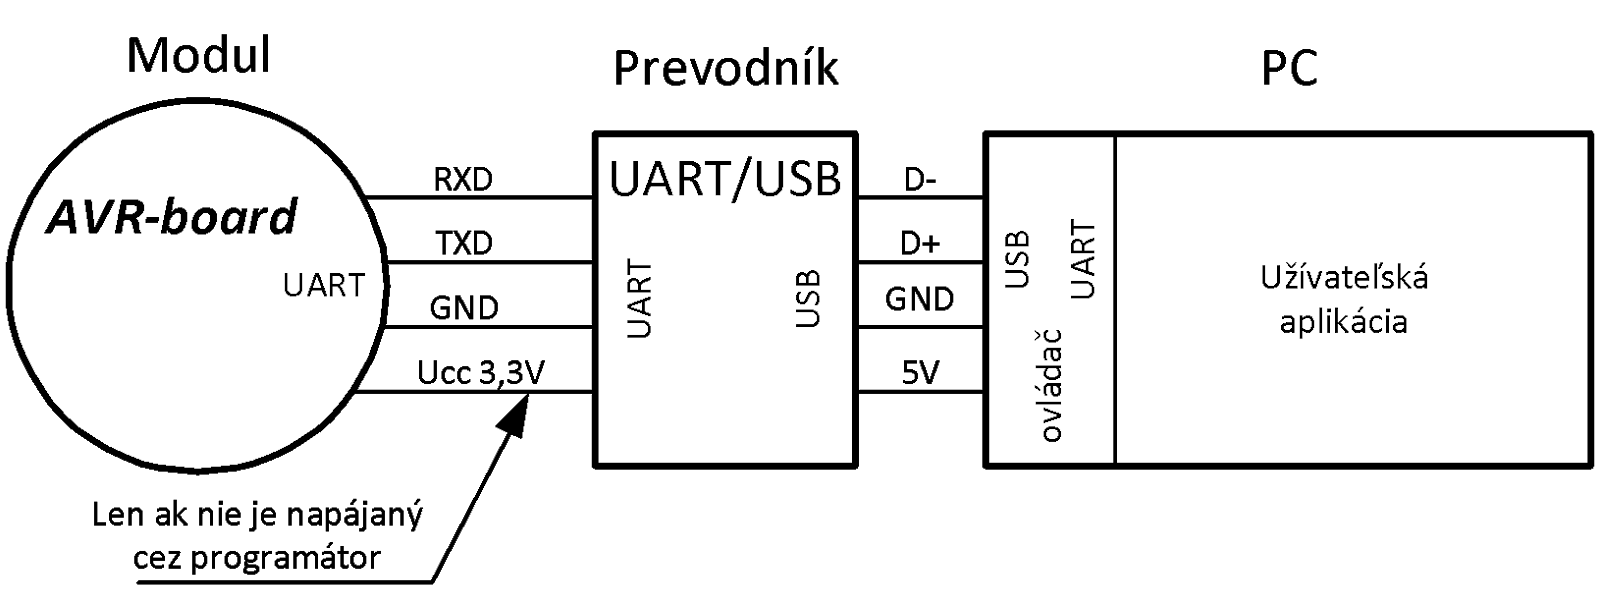 Modul
Prevodník
PC
AVR-board
UART
RXD
TXD
GND
Ucc 3,3V
UART/USB
UART
USB
D-
D+
GND
5V
USB
UART
ovládač
Užívateľská
aplikácia
Len ak nie je napájaný
cez programátor